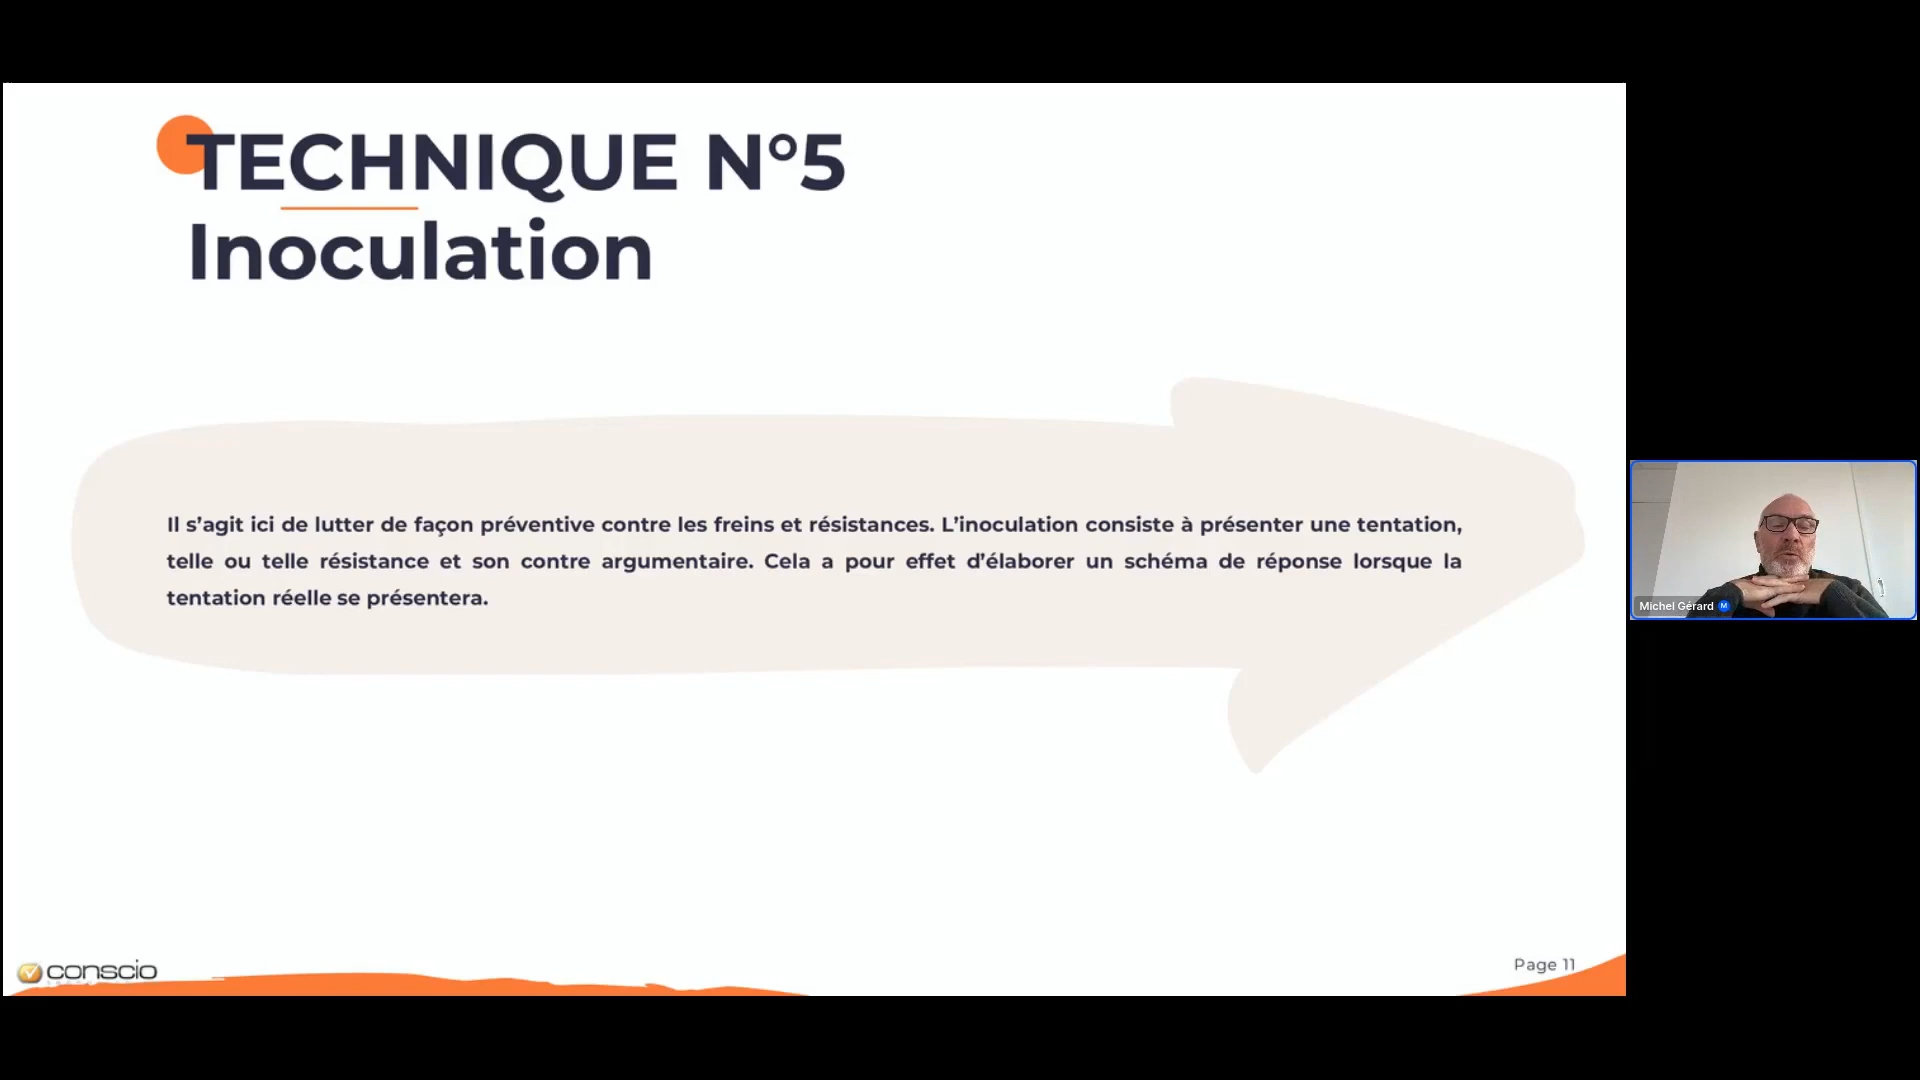 TECHNIQUE N°5
Inoculation
Il s’agit ici de lutter de façon préventive contre les freins et résistances. L’inoculation consiste à présenter une tentation,
telle ou telle résistance et son contre argumentaire. Cela a pour effet d’élaborer un schéma de réponse lorsque la
tentation réelle se présentera.
Michel Gérard M
conscio
Page 11